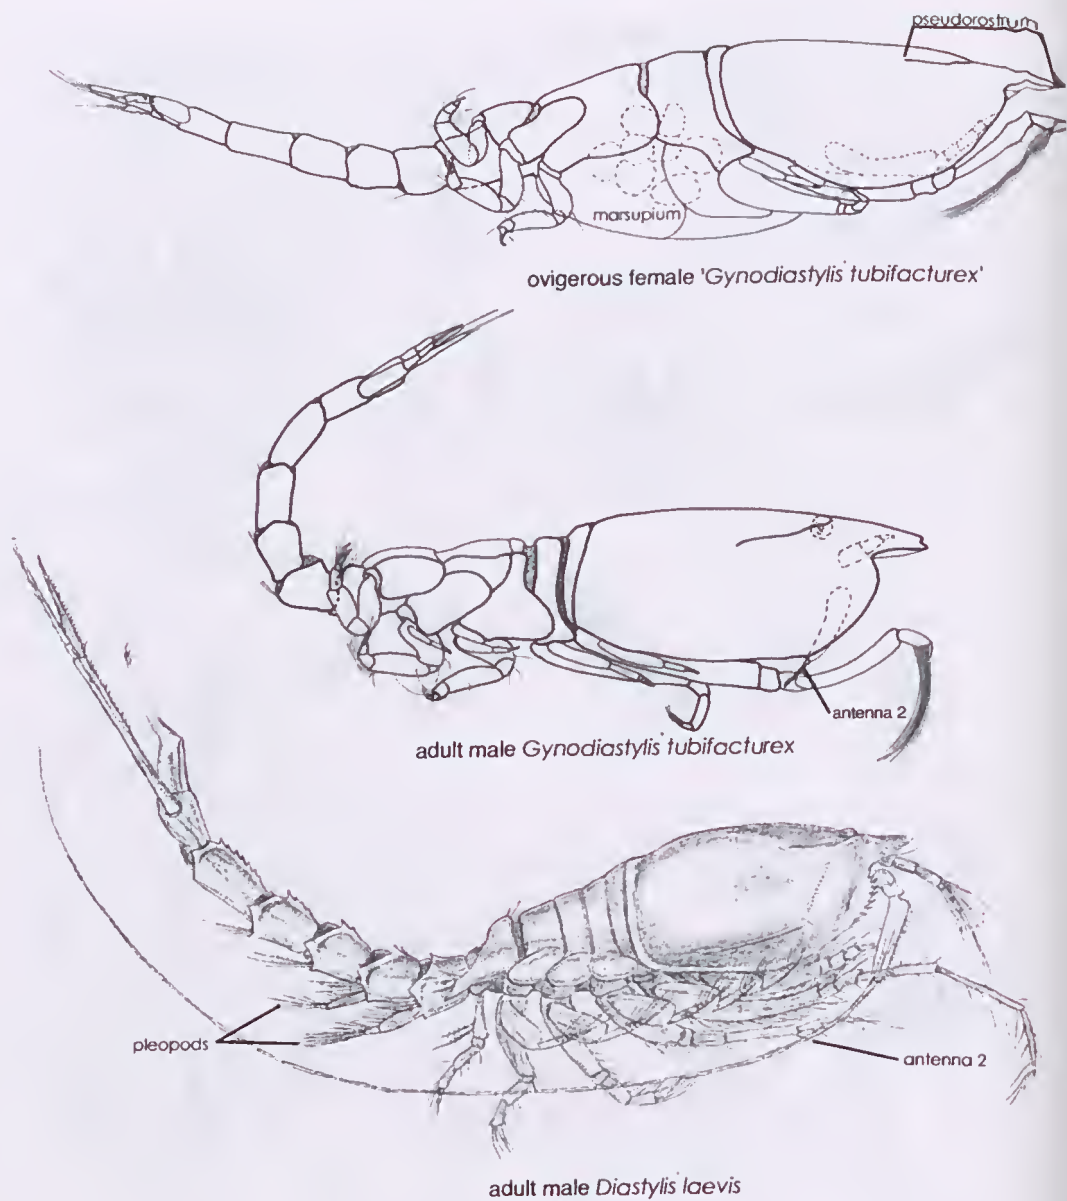 pseudorostrum
marsupium
ovigerous female 'Gynodiastylis tubifacturex'
antenna 2
adult male Gynodiastylis tubifacturex
pleopods
antenna 2
adult male Diastylis laevis